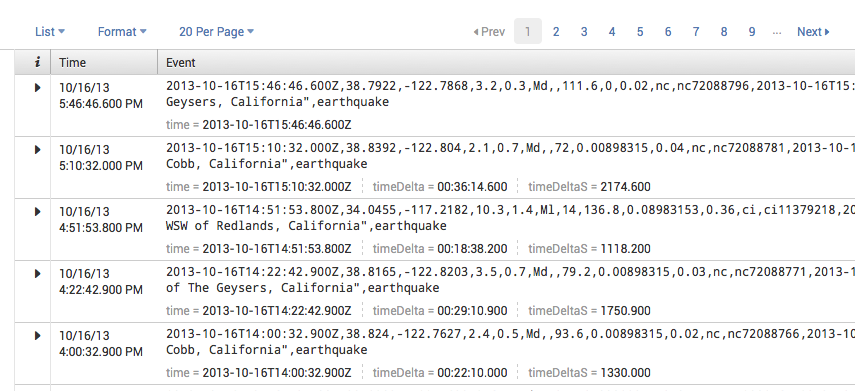 List Format 20 Per Page Prev 1 2 3 4 5 6 7 8 9 ... Next
i Time Event
10/16/13 2013-10-16T15:46:46.600Z,38.7922,-122.7868,3.2,0.3,Md,,111.6,0,0.02,nc,nc72088796,2013-10-16T15:
5:46:46.600 PM Geysers, California",earthquake
time = 2013-10-16T15:46:46.600Z
10/16/13 2013-10-16T15:10:32.000Z,38.8392,-122.804,2.1,0.7,Md,,72,0.00898315,0.04,nc,nc72088781,2013-10-1
5:10:32.000 PM Cobb, California",earthquake
time = 2013-10-16T15:10:32.000Z timeDelta = 00:36:14.600 timeDeltaS = 2174.600
10/16/13 2013-10-16T14:51:53.800Z,34.0455,-117.2182,10.3,1.4,Ml,14,136.8,0.08983153,0.36,ci,ci11379218,20
4:51:53.800 PM WSW of Redlands, California",earthquake
time = 2013-10-16T14:51:53.800Z timeDelta = 00:18:38.200 timeDeltaS = 1118.200
10/16/13 2013-10-16T14:22:42.900Z,38.8165,-122.8203,3.5,0.7,Md,,79.2,0.00898315,0.03,nc,nc72088771,2013-1
4:22:42.900 PM of The Geysers, California",earthquake
time = 2013-10-16T14:22:42.900Z timeDelta = 00:29:10.900 timeDeltaS = 1750.900
10/16/13 2013-10-16T14:00:32.900Z,38.824,-122.7627,2.4,0.5,Md,,93.6,0.00898315,0.02,nc,nc72088766,2013-10
4:00:32.900 PM Cobb, California",earthquake
time = 2013-10-16T14:00:32.900Z timeDelta = 00:22:10.000 timeDeltaS = 1330.000